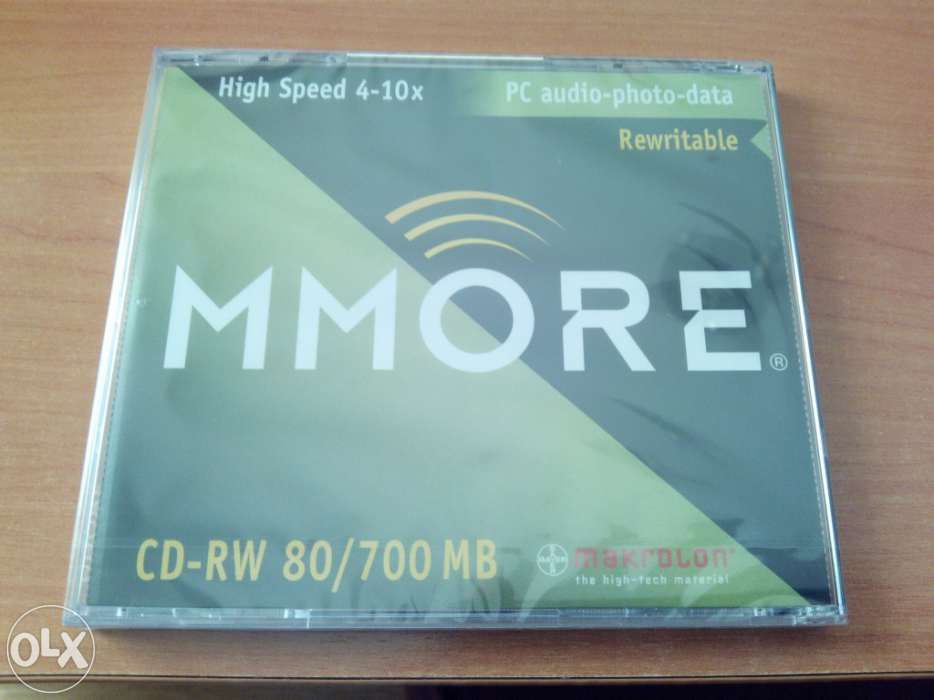 High Speed 4-10x
PC audio-photo-data
Rewritable
MMORE®
CD-RW 80/700 MB
BAYER
makrolon®
the high-tech material
OLX